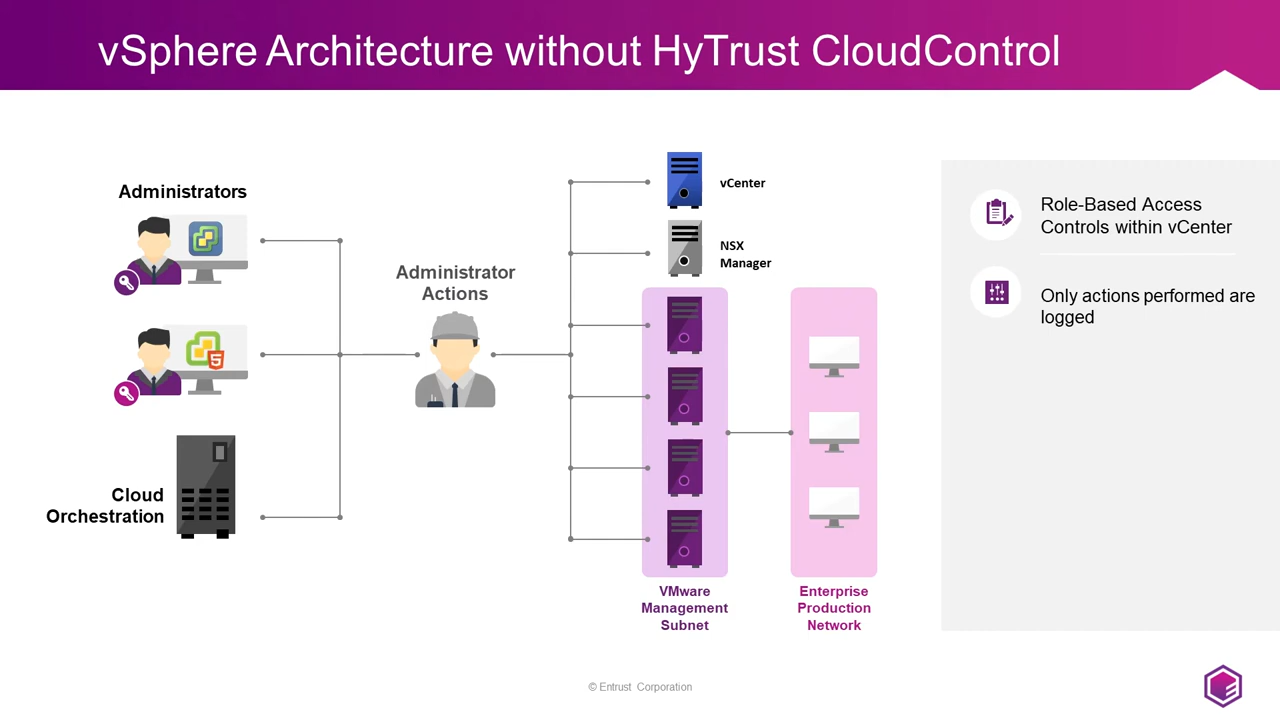 vSphere Architecture without HyTrust CloudControl
Administrators
5
Cloud
Orchestration
Administrator
Actions
vCenter
NSX
Manager
VMware
Management
Subnet
Enterprise
Production
Network
Role-Based Access
Controls within vCenter
Only actions performed are
logged
© Entrust Corporation